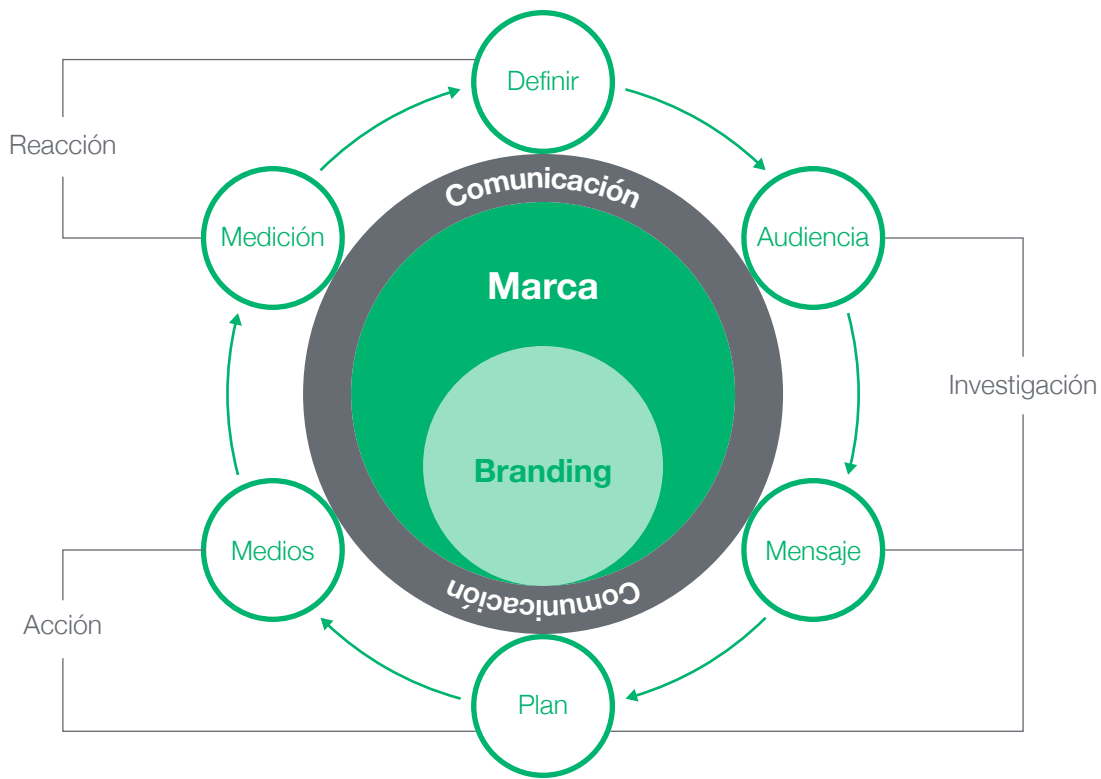 Definir
Reacción
Comunicación
Medición
Audiencia
Marca
Investigación
Branding
Medios
Mensaje
Comunicación
Acción
Plan